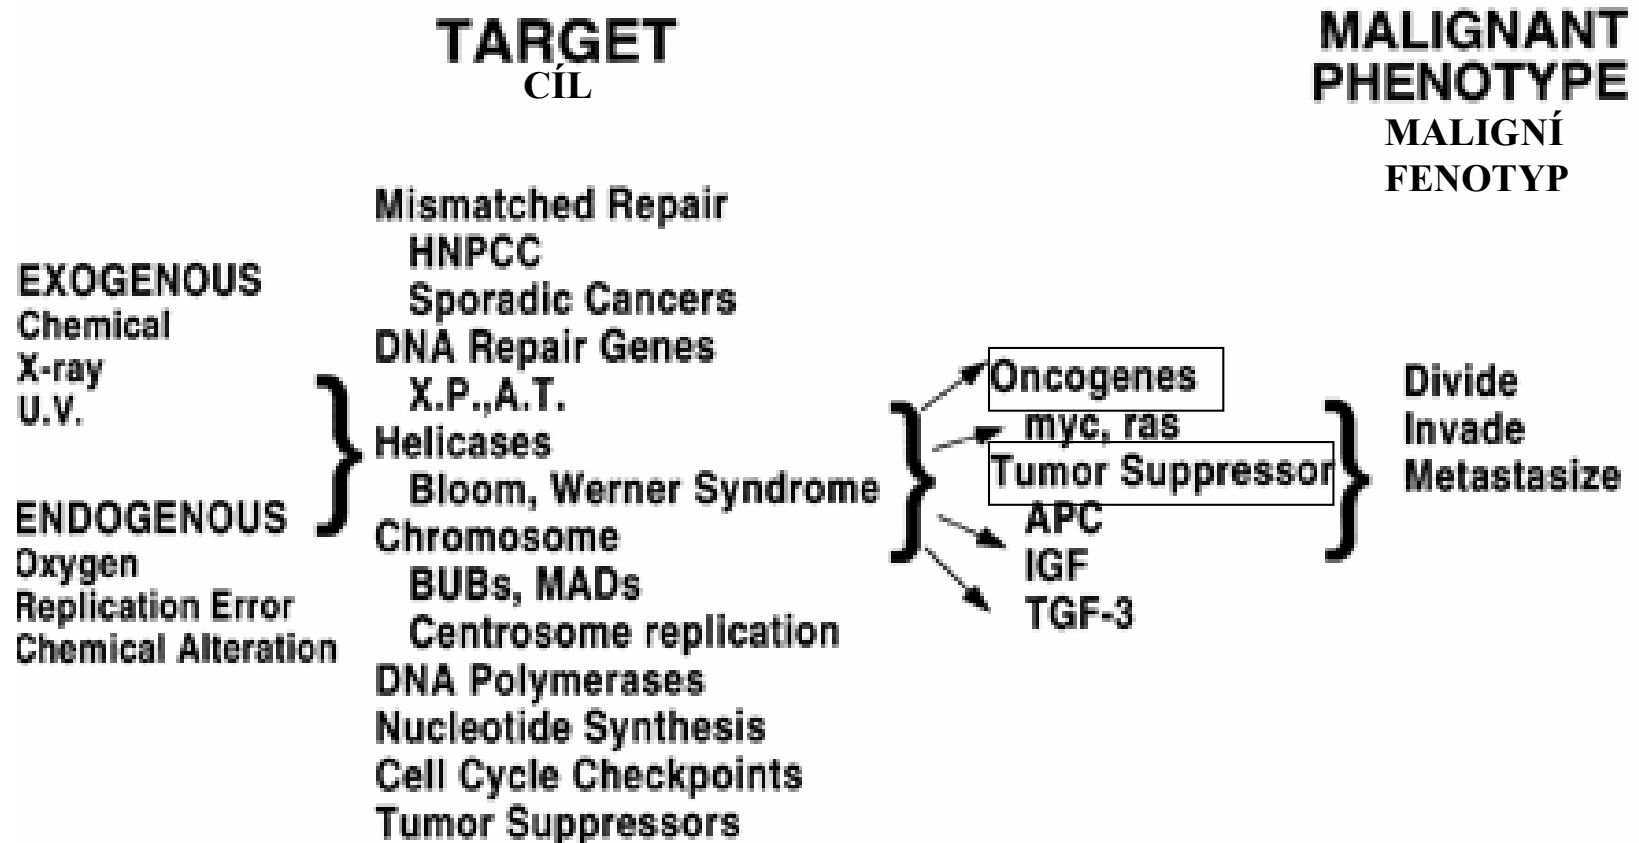 TARGET
CÍL
MALIGNANT
PHENOTYPE
MALIGNÍ
FENOTYP
EXOGENOUS
Chemical
X-ray
U.V.
ENDOGENOUS
Oxygen
Replication Error
Chemical Alteration
Mismatched Repair
HNPCC
Sporadic Cancers
DNA Repair Genes
X.P.,A.T.
Helicases
Bloom, Werner Syndrome
Chromosome
BUBs, MADs
Centrosome replication
DNA Polymerases
Nucleotide Synthesis
Cell Cycle Checkpoints
Tumor Suppressors
Oncogenes
myc, ras
Tumor Suppressor
APC
IGF
TGF-3
Divide
Invade
Metastasize